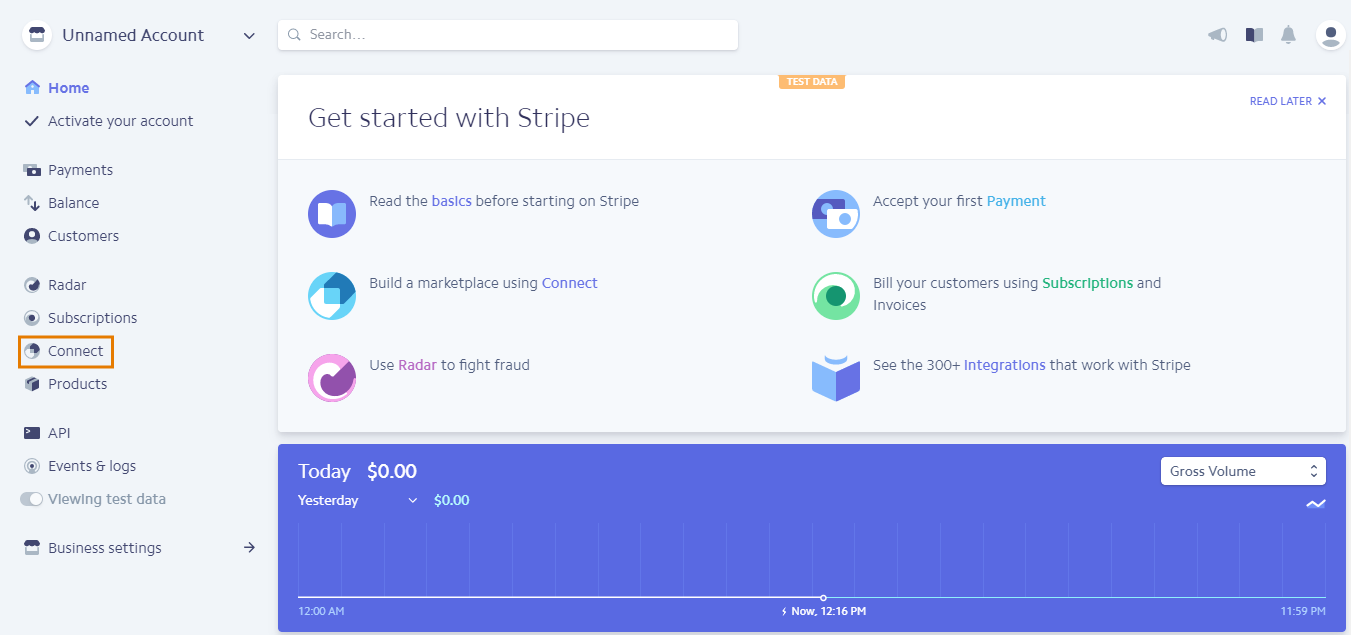 Unnamed Account
Search...
Home
Activate your account
Payments
Balance
Customers
Radar
Subscriptions
Connect
Products
API
Events & logs
Viewing test data
Business settings
TEST DATA
READ LATER
Get started with Stripe
Read the basics before starting on Stripe
Accept your first Payment
Build a marketplace using Connect
Bill your customers using Subscriptions and
Invoices
Use Radar to fight fraud
See the 300+ Integrations that work with Stripe
Today $0.00
Gross Volume
Yesterday $0.00
12:00 AM
Now, 12:16 PM
11:59 PM